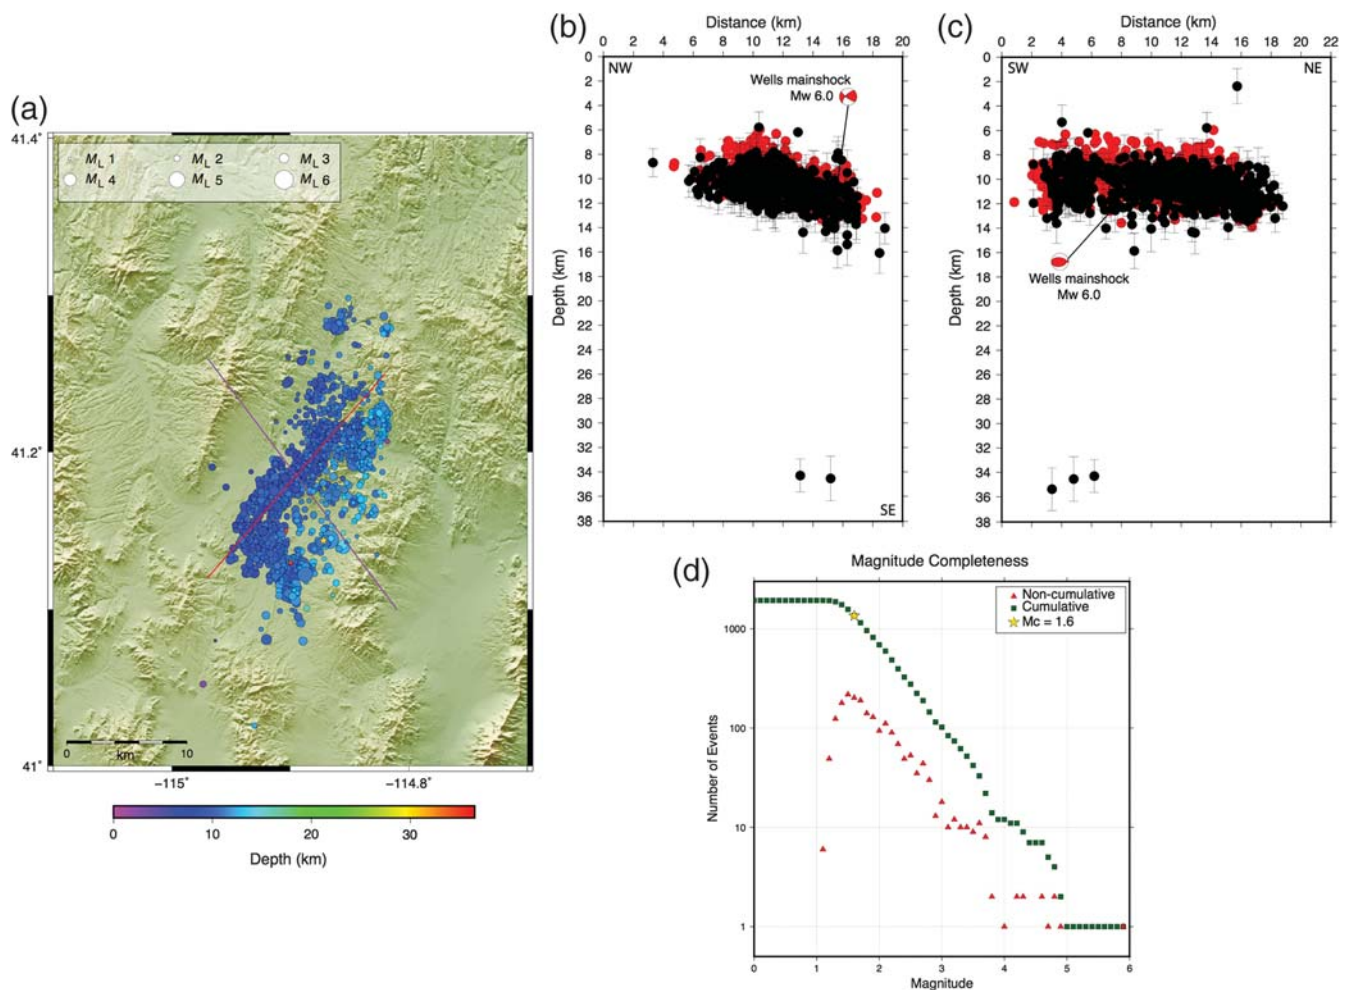 (a)
41.4°
41.2°
41°
−115°
−114.8°
M_L 1
M_L 2
M_L 3
M_L 4
M_L 5
M_L 6
0
km
10
0
10
20
30
Depth (km)
(b)
Distance (km)
0 2 4 6 8 10 12 14 16 18 20
NW
Wells mainshock
Mw 6.0
0
2
4
6
8
10
12
14
16
18
20
22
24
26
28
30
32
34
36
38
Depth (km)
SE
(c)
Distance (km)
0 2 4 6 8 10 12 14 16 18 20 22
SW
NE
0
2
4
6
8
10
12
14
16
18
20
22
24
26
28
30
32
34
36
38
Depth (km)
Wells mainshock
Mw 6.0
(d)
Magnitude Completeness
Non-cumulative
Cumulative
Mc = 1.6
1000
100
10
1
Number of Events
0 1 2 3 4 5 6
Magnitude